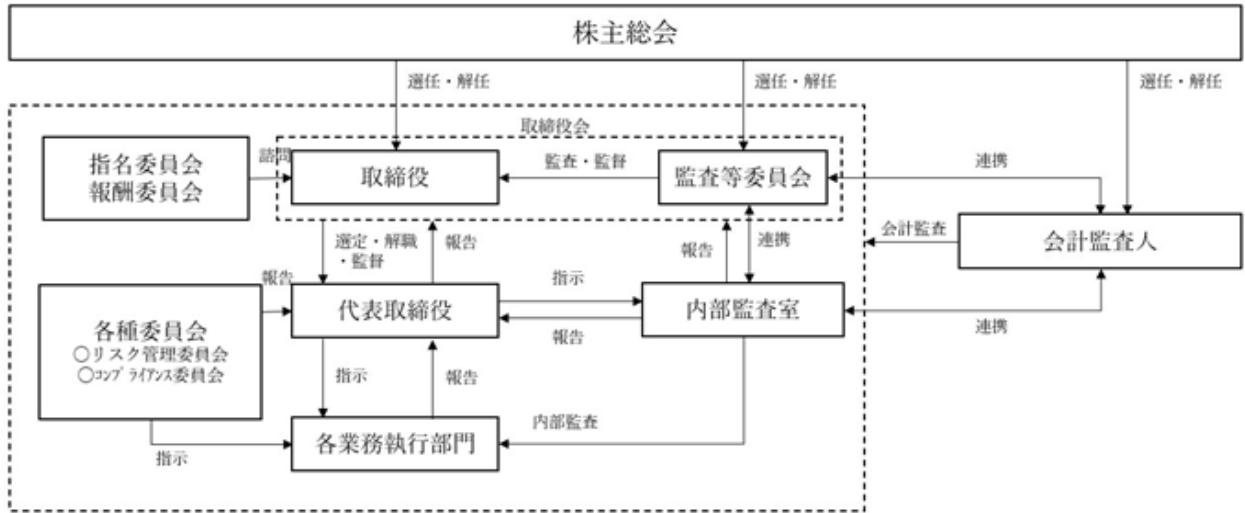 株主総会
選任・解任
選任・解任
選任・解任
取締役会
指名委員会
報酬委員会
諮問
取締役
監査・監督
監査等委員会
連携
会計監査
会計監査人
選定・解職
・監督
報告
報告
連携
報告
指示
各種委員会
○リスク管理委員会
○コンプライアンス委員会
代表取締役
内部監査室
報告
連携
指示
報告
内部監査
各業務執行部門
指示